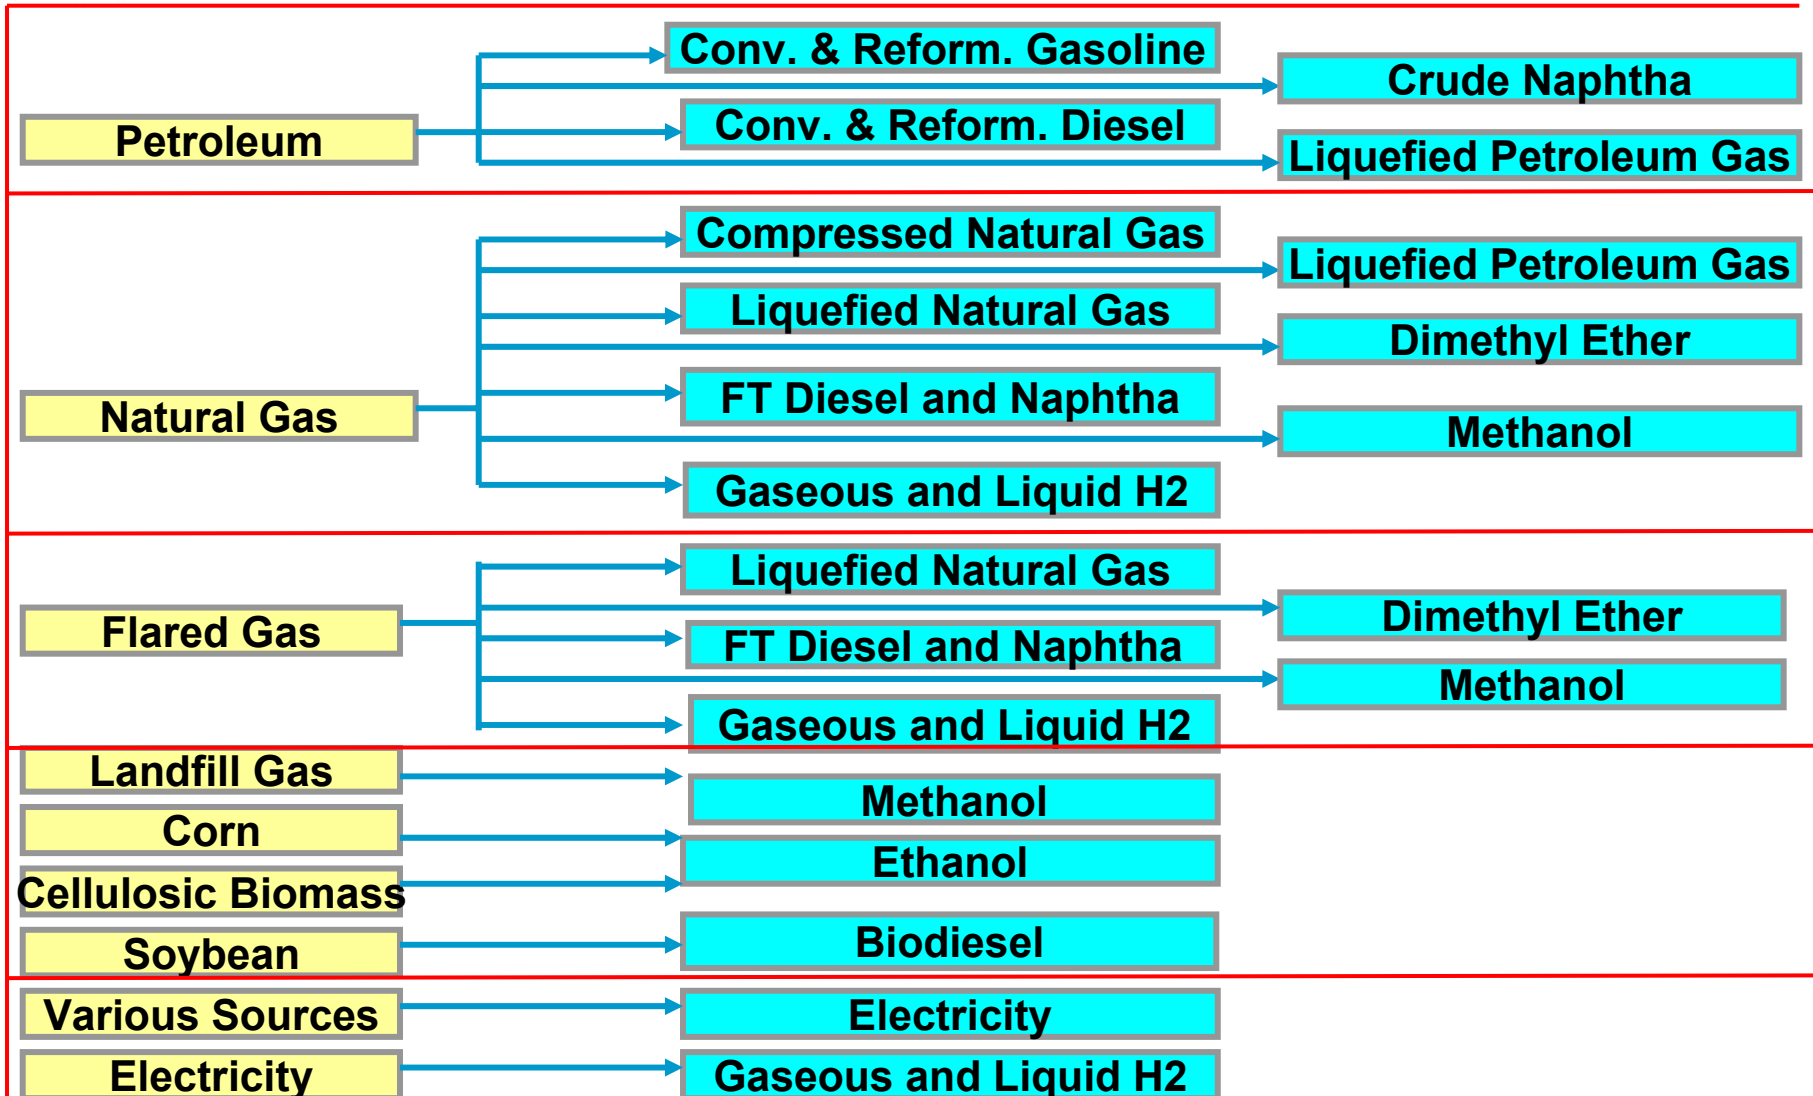 Conv. & Reform. Gasoline
Crude Naphtha
Petroleum
Conv. & Reform. Diesel
Liquefied Petroleum Gas
Compressed Natural Gas
Liquefied Petroleum Gas
Liquefied Natural Gas
Dimethyl Ether
Natural Gas
FT Diesel and Naphtha
Methanol
Gaseous and Liquid H2
Liquefied Natural Gas
Flared Gas
Dimethyl Ether
FT Diesel and Naphtha
Methanol
Gaseous and Liquid H2
Landfill Gas
Methanol
Corn
Ethanol
Cellulosic Biomass
Soybean
Biodiesel
Various Sources
Electricity
Electricity
Gaseous and Liquid H2